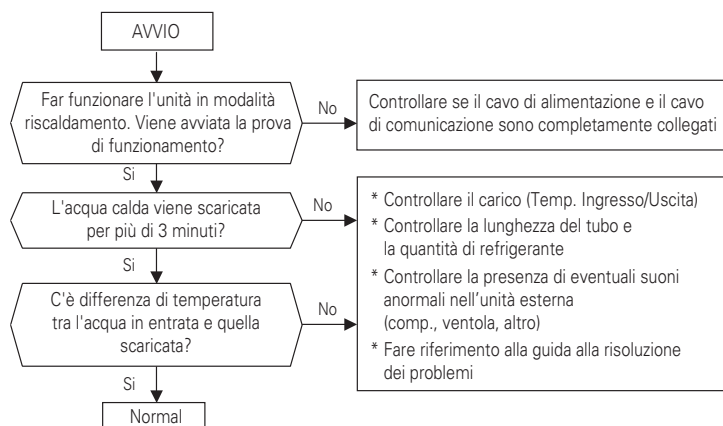 AVVIO
Far funzionare l'unità in modalità
riscaldamento. Viene avviata la prova
di funzionamento?
No
Controllare se il cavo di alimentazione e il cavo
di comunicazione sono completamente collegati
Si
L'acqua calda viene scaricata
per più di 3 minuti?
No
* Controllare il carico (Temp. Ingresso/Uscita)
* Controllare la lunghezza del tubo e
la quantità di refrigerante
* Controllare la presenza di eventuali suoni
anormali nell'unità esterna
(comp., ventola, altro)
* Fare riferimento alla guida alla risoluzione
dei problemi
Si
C'è differenza di temperatura
tra l'acqua in entrata e quella
scaricata?
No
Si
Normal